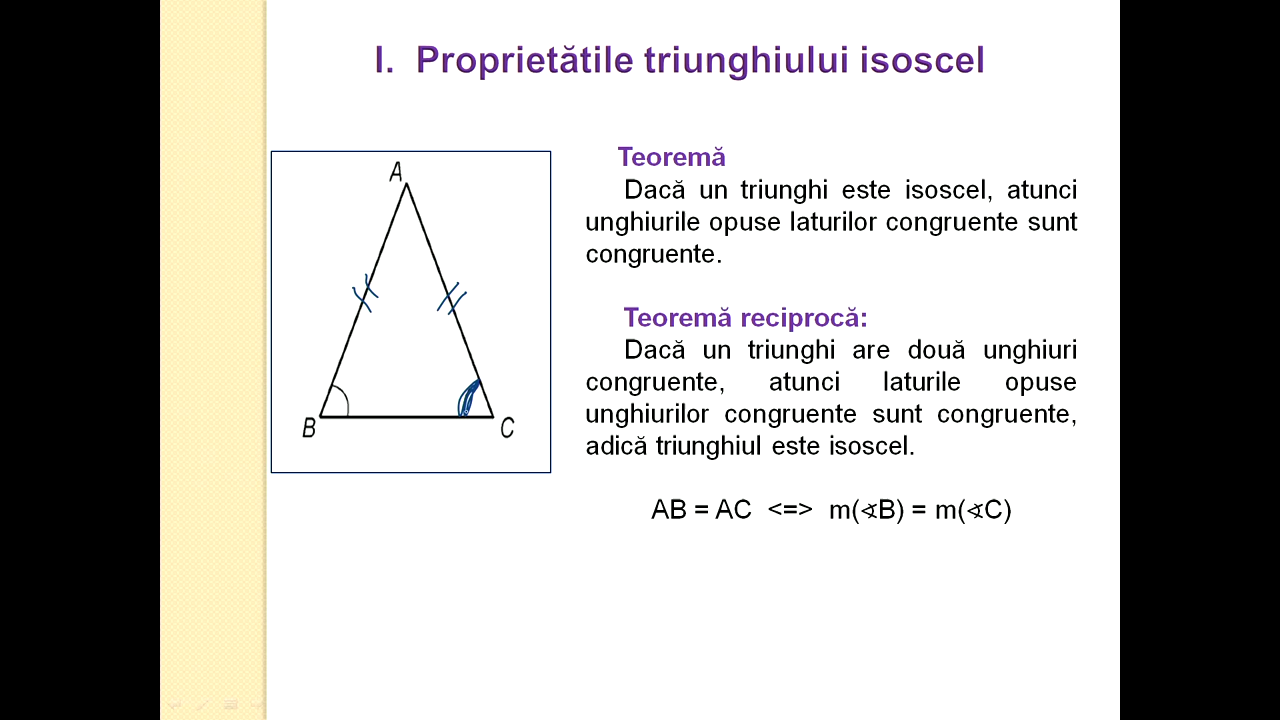 I. Proprietătile triunghiului isoscel
A
B
C
Teoremă
Dacă un triunghi este isoscel, atunci
unghiurile opuse laturilor congruente sunt
congruente.
Teoremă reciprocă:
Dacă un triunghi are două unghiuri
congruente, atunci laturile opuse
unghiurilor congruente sunt congruente,
adică triunghiul este isoscel.
AB = AC <=> m(∢B) = m(∢C)